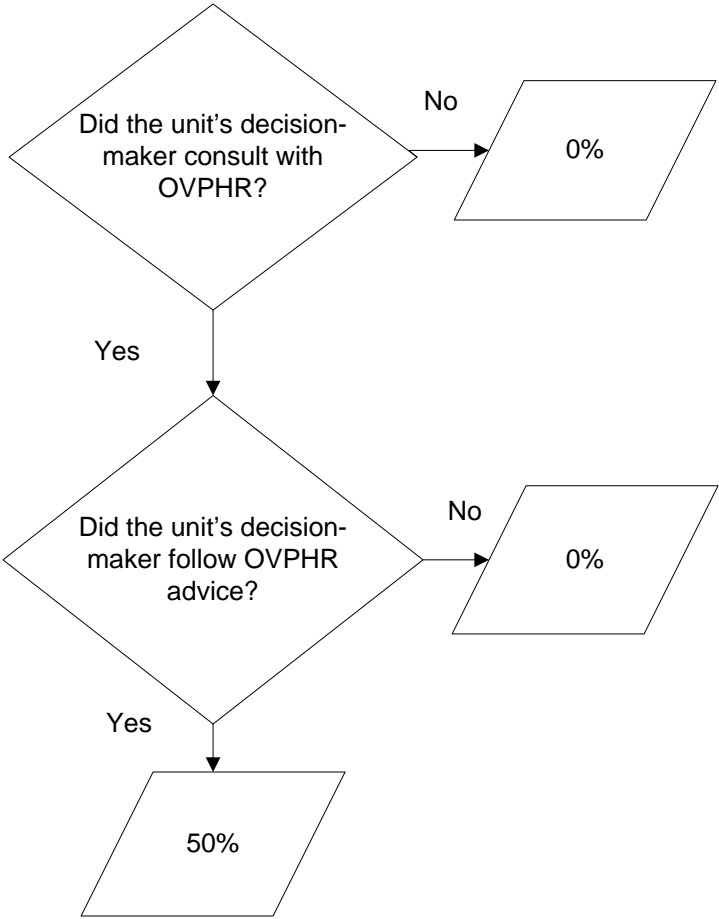 Did the unit's decision-
maker consult with
OVPHR?
No
0%
Yes
Did the unit's decision-
maker follow OVPHR
advice?
No
0%
Yes
50%